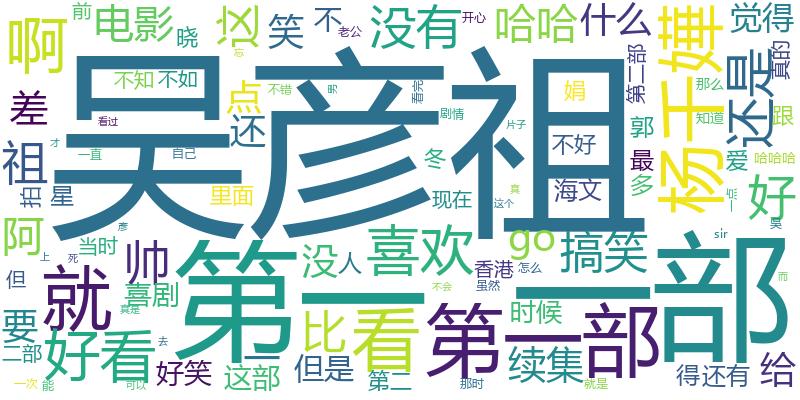 前 电影 晓 这 笑 不 老公 开心 哈哈 什么 觉得
啊 没有 忘 真的
不知 不如 点 不错 男 看完 第二部 那么
差 看过 还 剧情 片子 不好 郭 知道 跟
吴彦祖 杨千嬅 还是
祖 一直 自己 冬 才 娟 最 爱 哈哈哈
拍 星 里面 现在 真 这个 海文 多 好
阿 当时 彦 喜欢 go 搞笑 sir 吴
上 死 帅 没 人 香港 怎么 而
但 就 喜剧 第一部 虽然 不会 时候
要 真是 比 看 第一部 续集
二部 好看 去 一 但是 给
一次 能 可以 好笑 这部 第二 那时 就是 得 还有